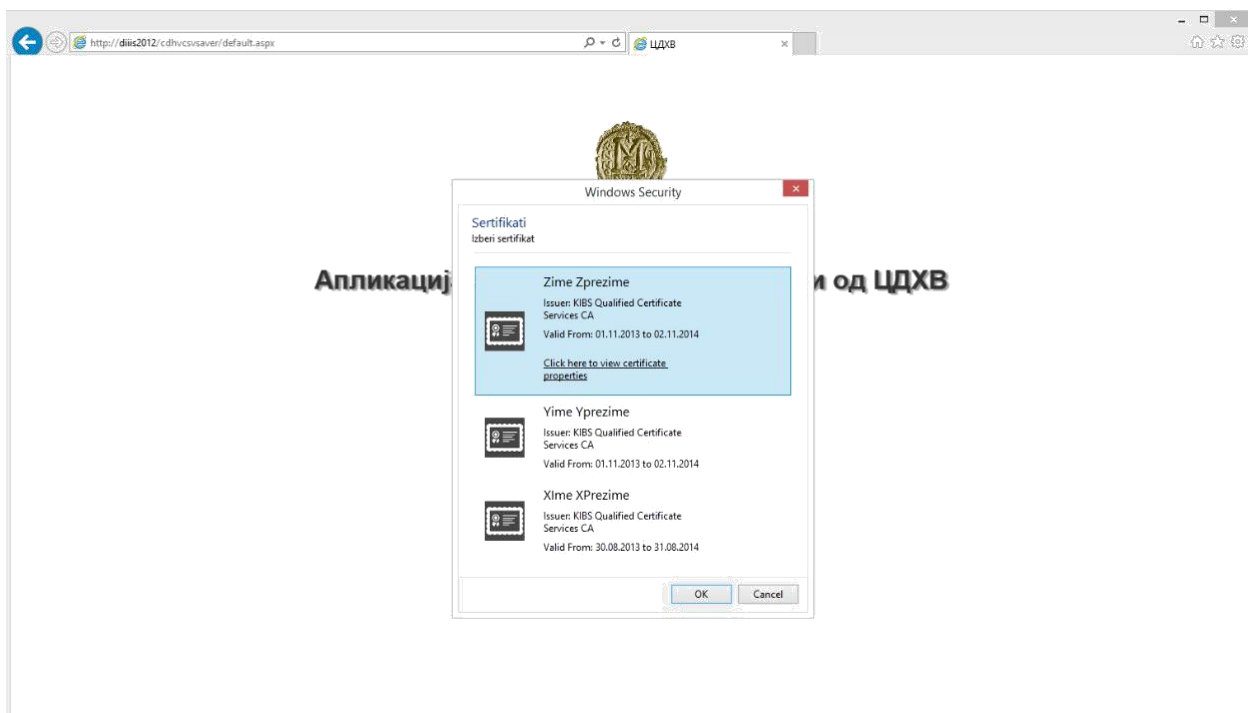 http://diiis2012/cdhvcsvsaver/default.aspx
ЦДХВ
Windows Security
Sertifikati
Izberi sertifikat
Апликациј
и од ЦДХВ
Zime Zprezime
Issuer: KIBS Qualified Certificate
Services CA
Valid From: 01.11.2013 to 02.11.2014
Click here to view certificate
properties
Yime Yprezime
Issuer: KIBS Qualified Certificate
Services CA
Valid From: 01.11.2013 to 02.11.2014
XIme XPrezime
Issuer: KIBS Qualified Certificate
Services CA
Valid From: 30.08.2013 to 31.08.2014
OK
Cancel